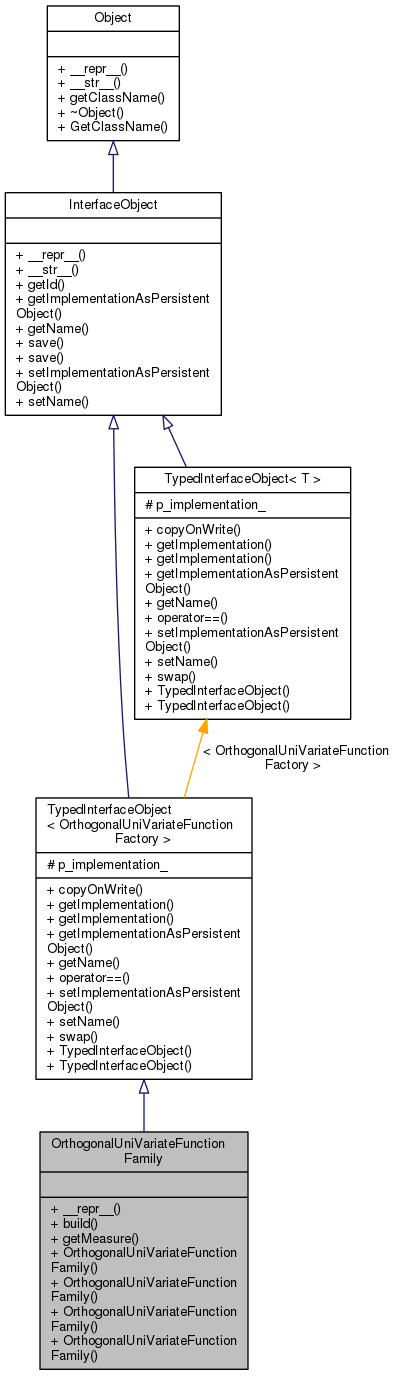 Object
+ __repr__()
+ __str__()
+ getClassName()
+ ~Object()
+ GetClassName()
InterfaceObject
+ __repr__()
+ __str__()
+ getId()
+ getImplementationAsPersistent
Object()
+ getName()
+ save()
+ save()
+ setImplementationAsPersistent
Object()
+ setName()
TypedInterfaceObject< T >
# p_implementation_
+ copyOnWrite()
+ getImplementation()
+ getImplementation()
+ getImplementationAsPersistent
Object()
+ getName()
+ operator==()
+ setImplementationAsPersistent
Object()
+ setName()
+ swap()
+ TypedInterfaceObject()
+ TypedInterfaceObject()
< OrthogonalUniVariateFunction
Factory >
TypedInterfaceObject
< OrthogonalUniVariateFunction
Factory >
# p_implementation_
+ copyOnWrite()
+ getImplementation()
+ getImplementation()
+ getImplementationAsPersistent
Object()
+ getName()
+ operator==()
+ setImplementationAsPersistent
Object()
+ setName()
+ swap()
+ TypedInterfaceObject()
+ TypedInterfaceObject()
OrthogonalUniVariateFunction
Family
+ __repr__()
+ build()
+ getMeasure()
+ OrthogonalUniVariateFunction
Family()
+ OrthogonalUniVariateFunction
Family()
+ OrthogonalUniVariateFunction
Family()
+ OrthogonalUniVariateFunction
Family()